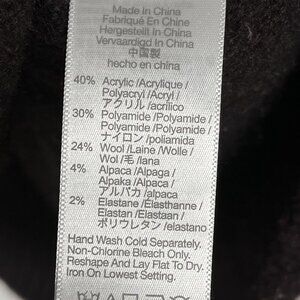 Made In China
Fabriqué En Chine
Hergestellt In China
Vervaardigd In China
中国製
hecho en china
40% Acrylic /Acrylique /
Polyacryl /Acryl /
アクリル /acrílico
30% Polyamide /Polyamide /
Polyamid /Polyamide /
ナイロン /poliamida
24% Wool /Laine /Wolle /
Wol /毛 /lana
4% Alpaca /Alpaga /
Alpaka /Alpaca /
アルパカ /alpaca
2% Elastane /Elasthanne /
Elastan /Elastaan /
ポリウレタン /elastano
Hand Wash Cold Separately.
Non-Chlorine Bleach Only.
Reshape And Lay Flat To Dry.
Iron On Lowest Setting.